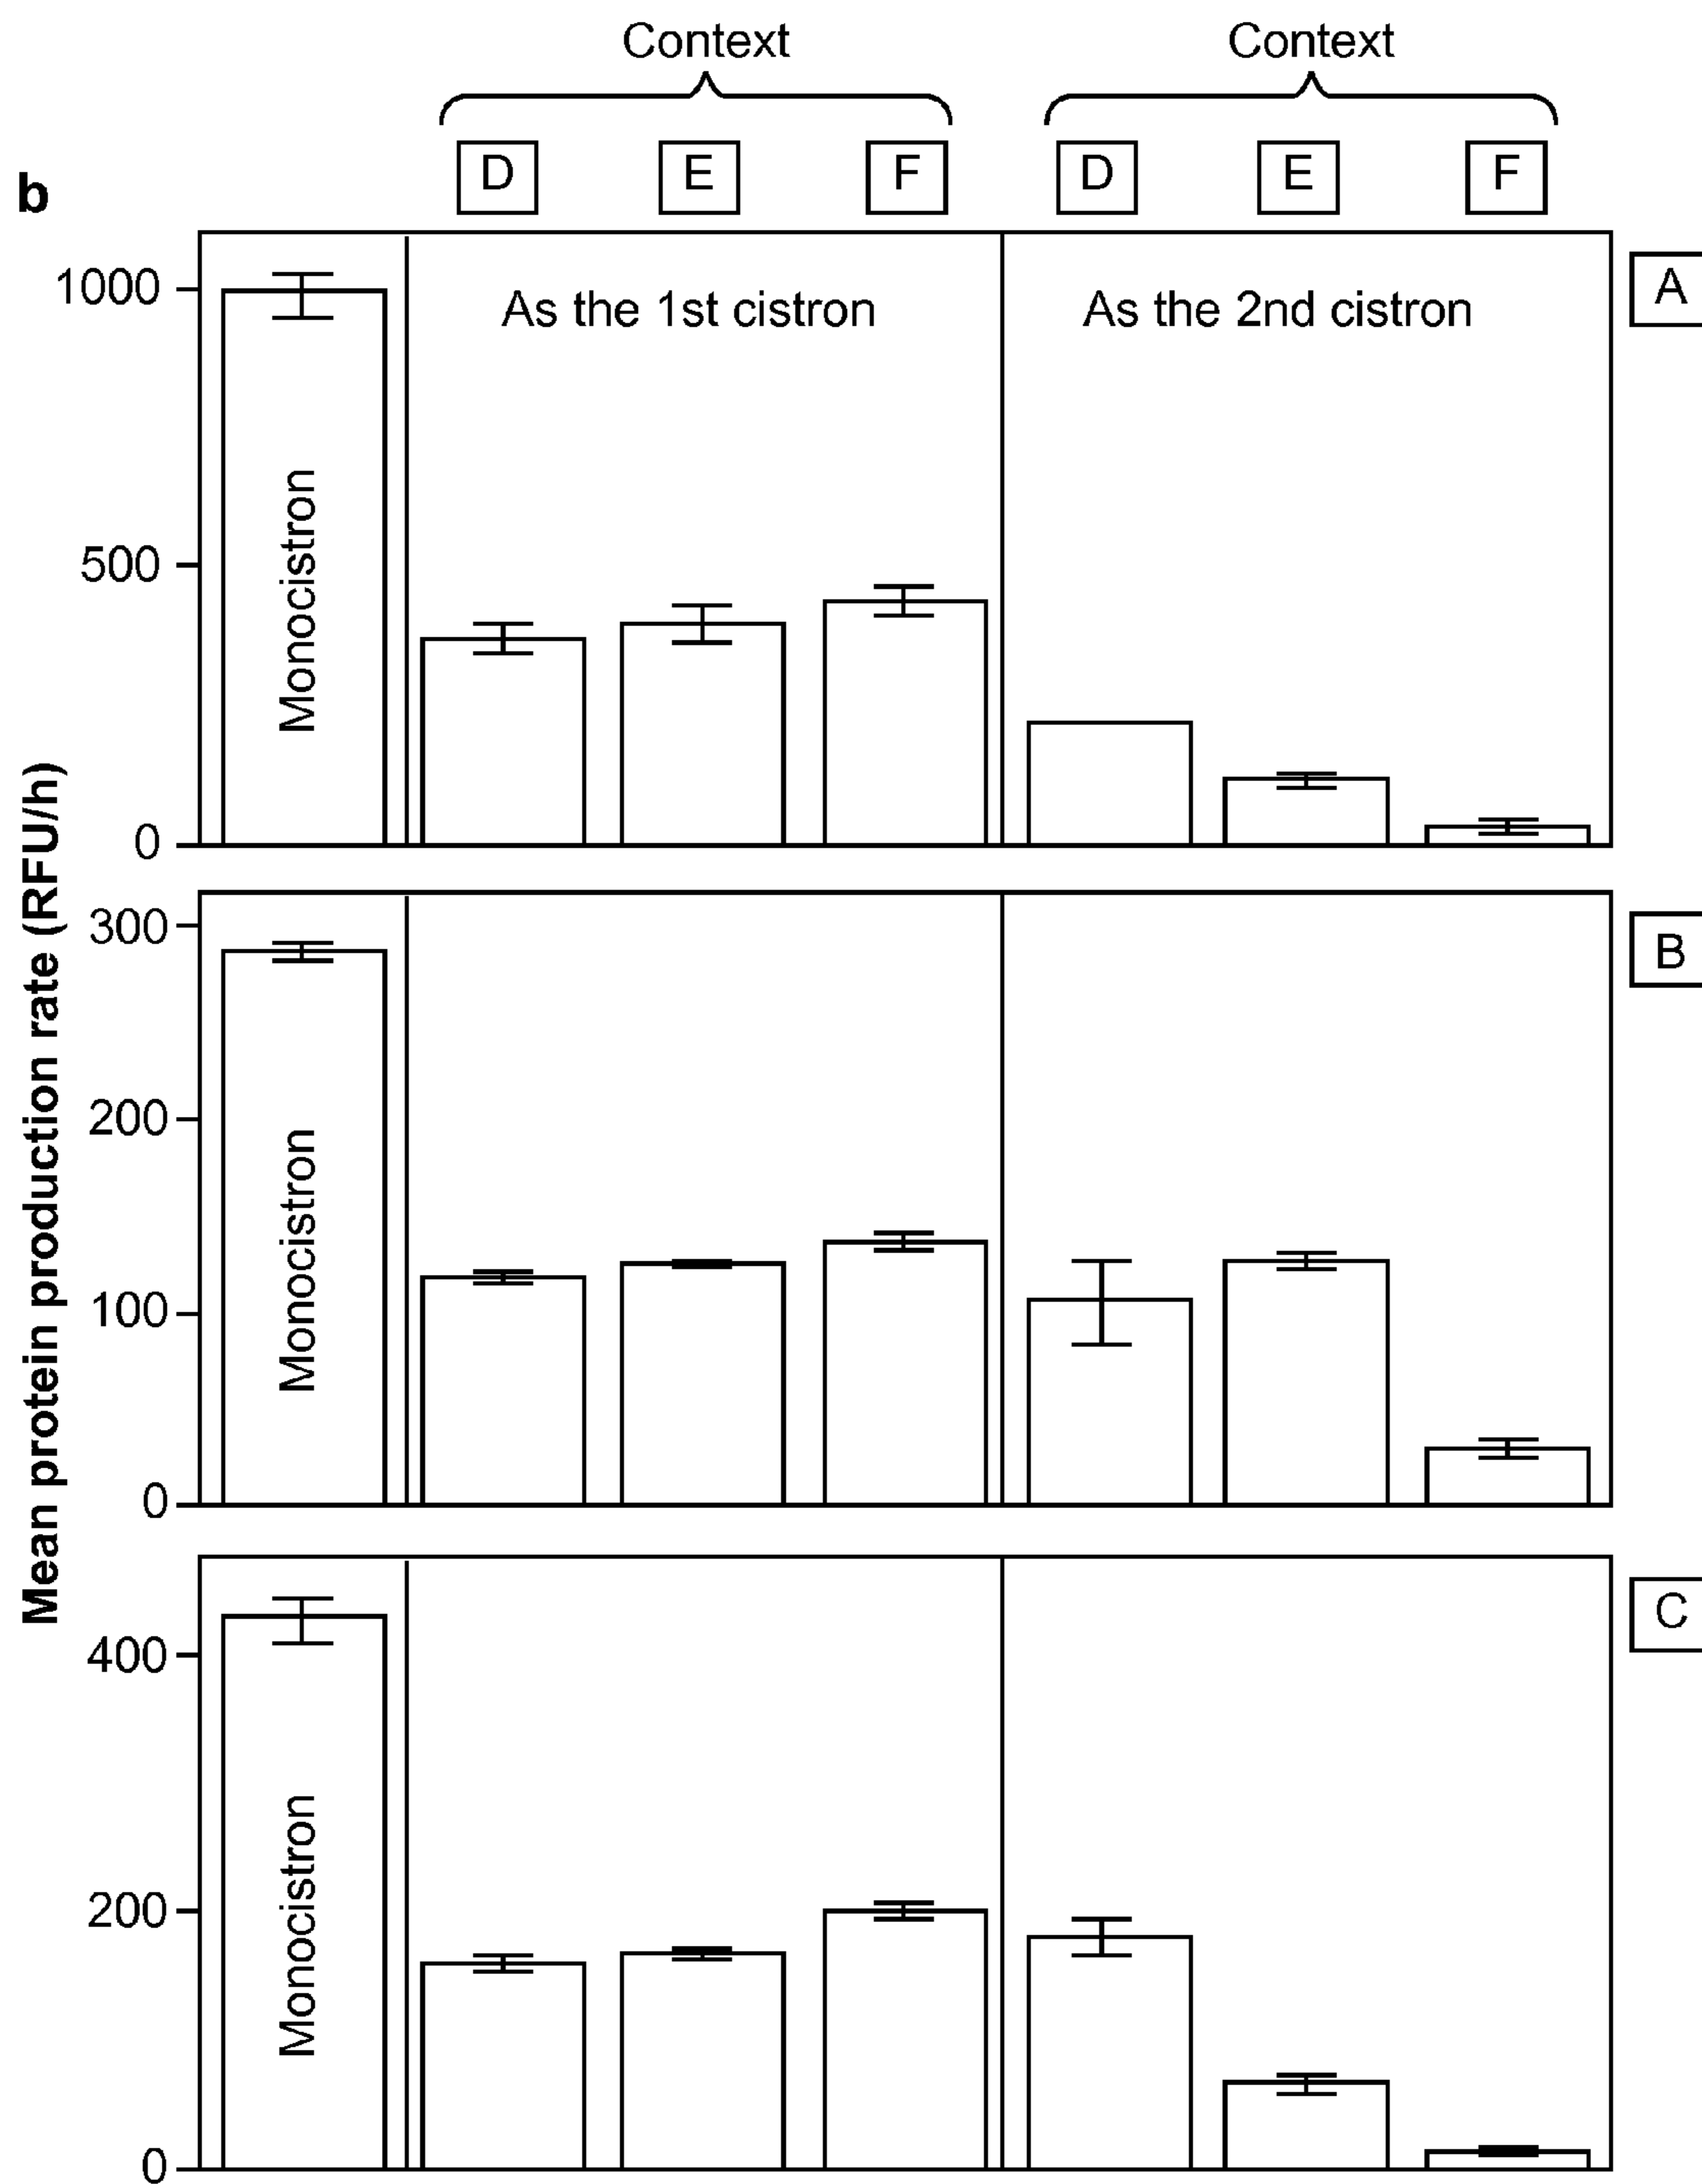 Context Context
D E F D E F
b
1000
As the 1st cistron As the 2nd cistron
A
500
Monocistron
0
Mean protein production rate (RFU/h)
300
B
200
Monocistron
100
0
C
400
Monocistron
200
0